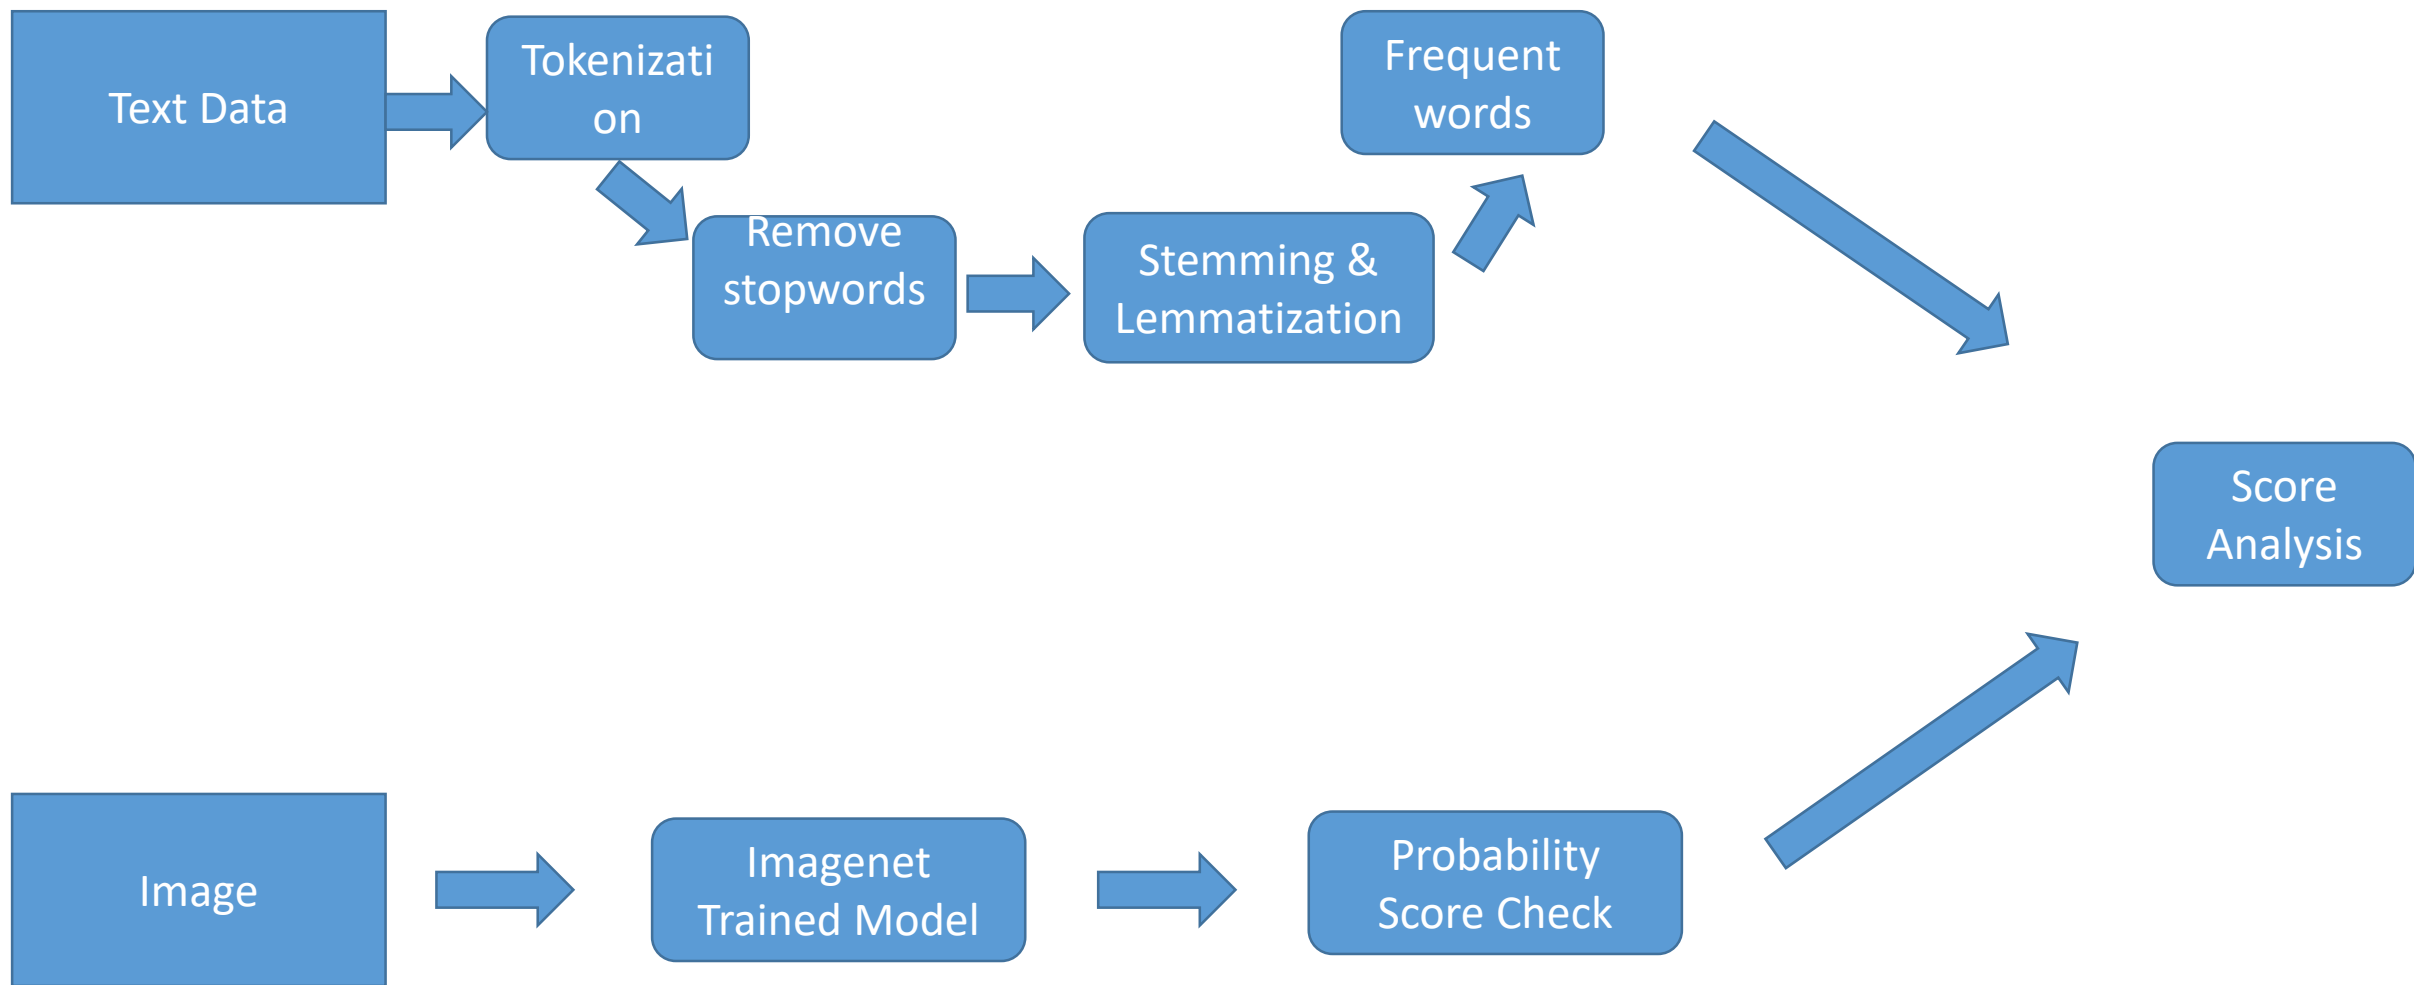 Text Data
Tokenizati
on
Remove
stopwords
Stemming &
Lemmatization
Frequent
words
Score
Analysis
Image
Imagenet
Trained Model
Probability
Score Check